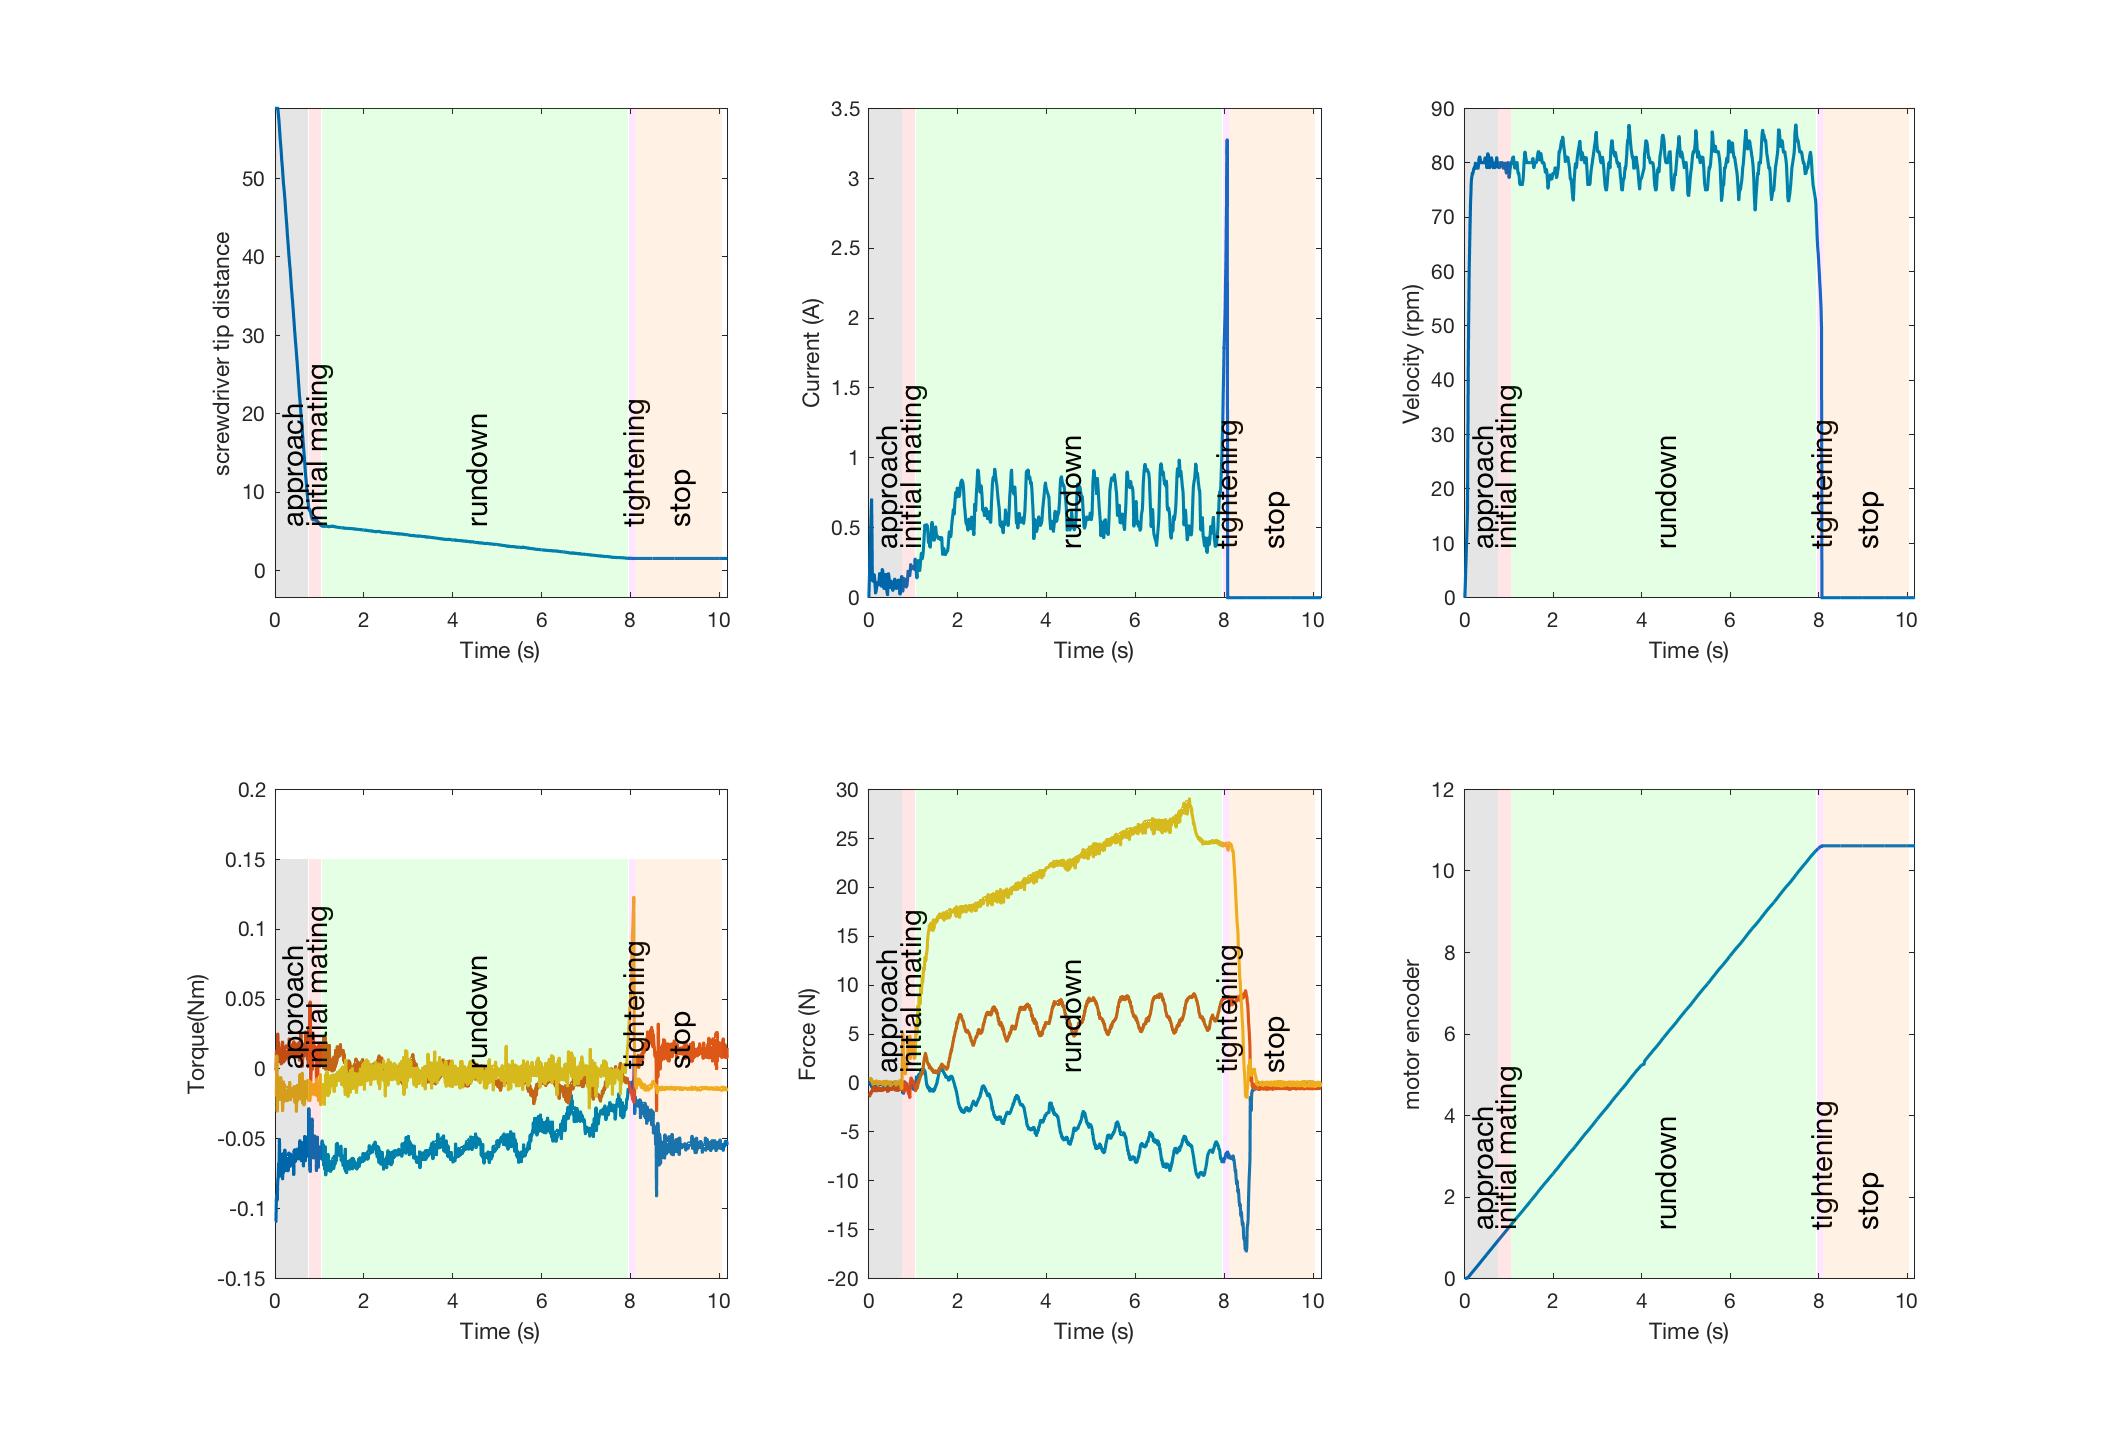 screwdriver tip distance
50
40
30
20
10
0
approach
initial mating
rundown
tightening
stop
0 2 4 6 8 10
Time (s)
Current (A)
3.5
3
2.5
2
1.5
1
0.5
0
approach
initial mating
rundown
tightening
stop
0 2 4 6 8 10
Time (s)
Velocity (rpm)
90
80
70
60
50
40
30
20
10
0
approach
initial mating
rundown
tightening
stop
0 2 4 6 8 10
Time (s)
Torque(Nm)
0.2
0.15
0.1
0.05
0
-0.05
-0.1
-0.15
approach
initial mating
rundown
tightening
stop
0 2 4 6 8 10
Time (s)
Force (N)
30
25
20
15
10
5
0
-5
-10
-15
-20
approach
initial mating
rundown
tightening
stop
0 2 4 6 8 10
Time (s)
motor encoder
12
10
8
6
4
2
0
approach
initial mating
rundown
tightening
stop
0 2 4 6 8 10
Time (s)